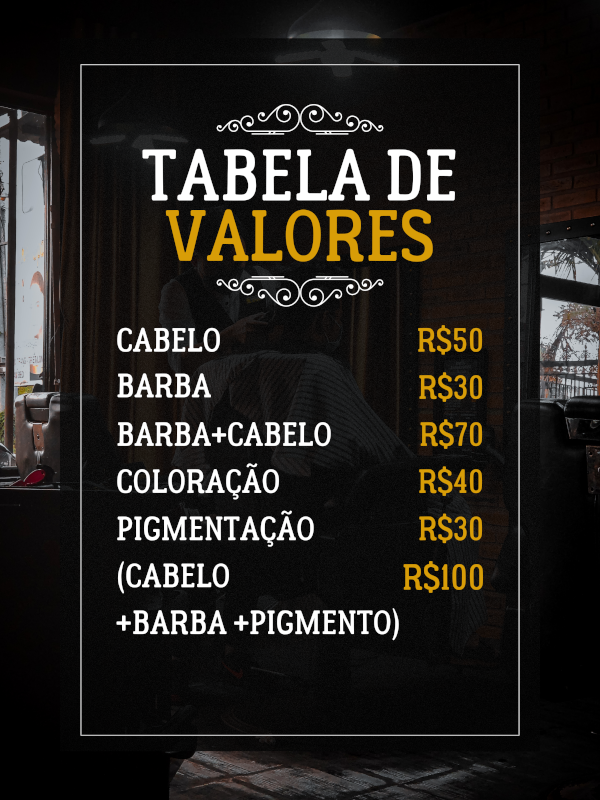 TABELA DE
VALORES
CABELO R$50
BARBA R$30
BARBA+CABELO R$70
COLORAÇÃO R$40
PIGMENTAÇÃO R$30
(CABELO R$100
+BARBA +PIGMENTO)